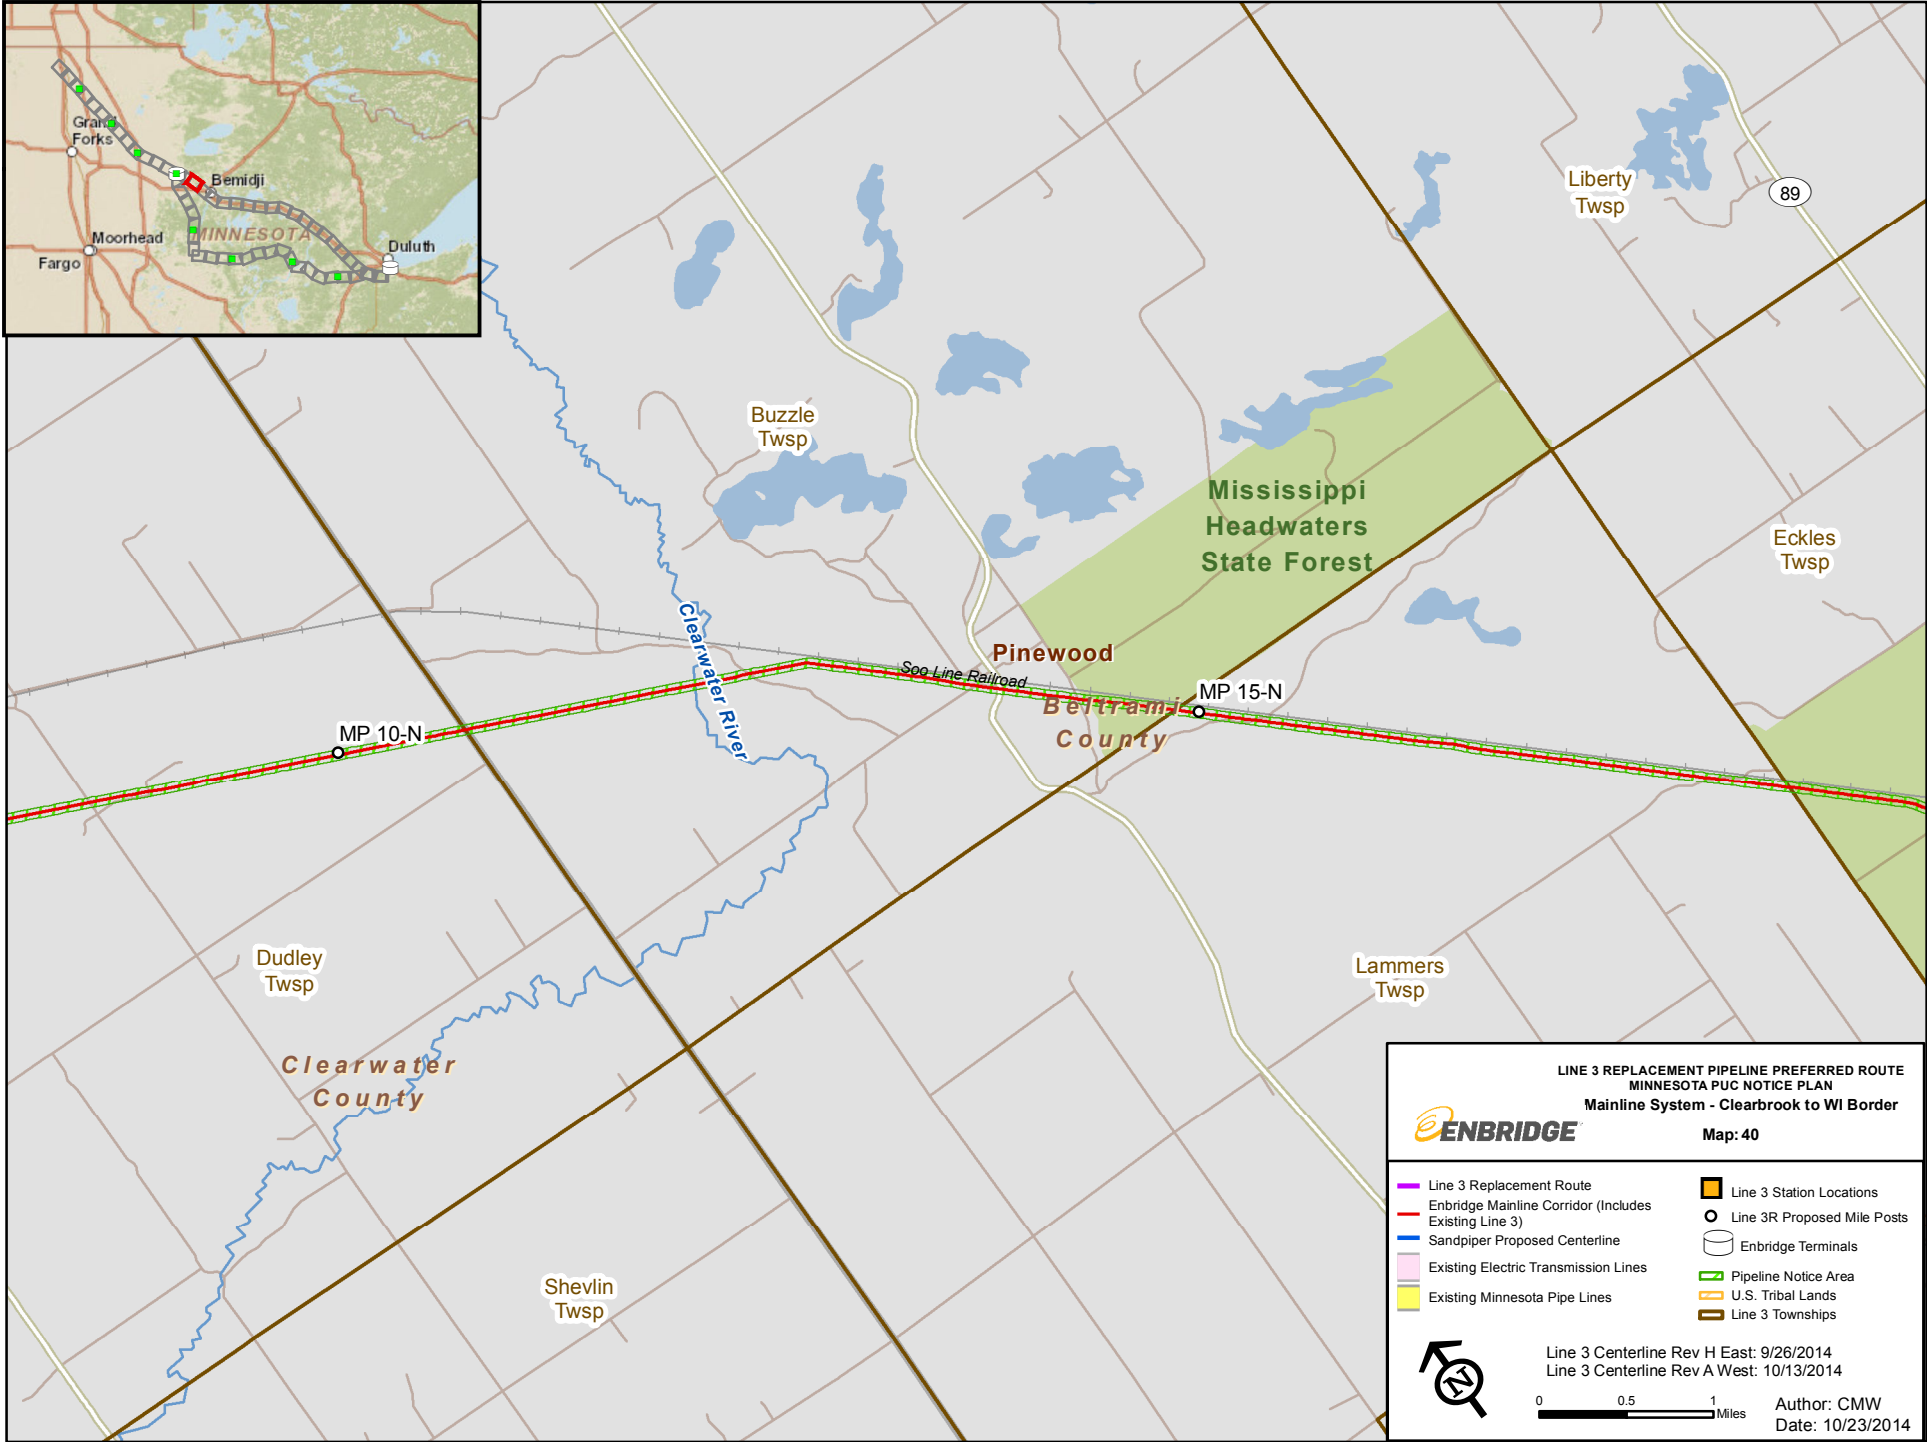 Grand
Forks
Bemidji
MINNESOTA
Moorhead
Fargo
Duluth
Liberty
Twsp
89
Buzzle
Twsp
Mississippi
Headwaters
State Forest
Eckles
Twsp
Clearwater River
Pinewood
Soo Line Railroad
MP 15-N
Beltrami
County
MP 10-N
Dudley
Twsp
Lammers
Twsp
Clearwater
County
Shevlin
Twsp
LINE 3 REPLACEMENT PIPELINE PREFERRED ROUTE
MINNESOTA PUC NOTICE PLAN
Mainline System - Clearbrook to WI Border
ENBRIDGE
Map: 40
Line 3 Replacement Route
Enbridge Mainline Corridor (Includes
Existing Line 3)
Sandpiper Proposed Centerline
Existing Electric Transmission Lines
Existing Minnesota Pipe Lines
Line 3 Station Locations
Line 3R Proposed Mile Posts
Enbridge Terminals
Pipeline Notice Area
U.S. Tribal Lands
Line 3 Townships
N
Line 3 Centerline Rev H East: 9/26/2014
Line 3 Centerline Rev A West: 10/13/2014
0 0.5 1
Miles
Author: CMW
Date: 10/23/2014